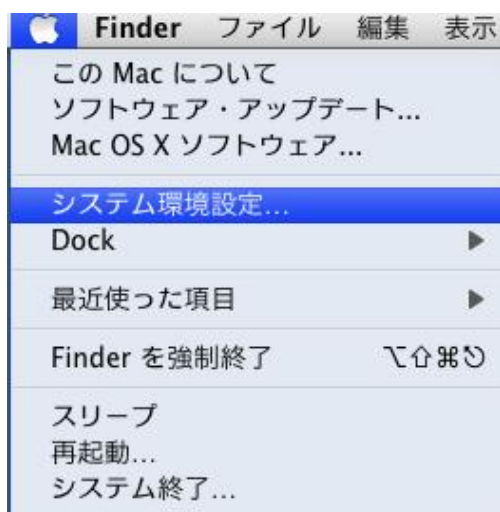 Finder ファイル 編集 表示
この Mac について
ソフトウェア・アップデート...
Mac OS X ソフトウェア...
システム環境設定...
Dock
最近使った項目
Finder を強制終了 ⌥⇧⌘⎋
スリープ
再起動...
システム終了...